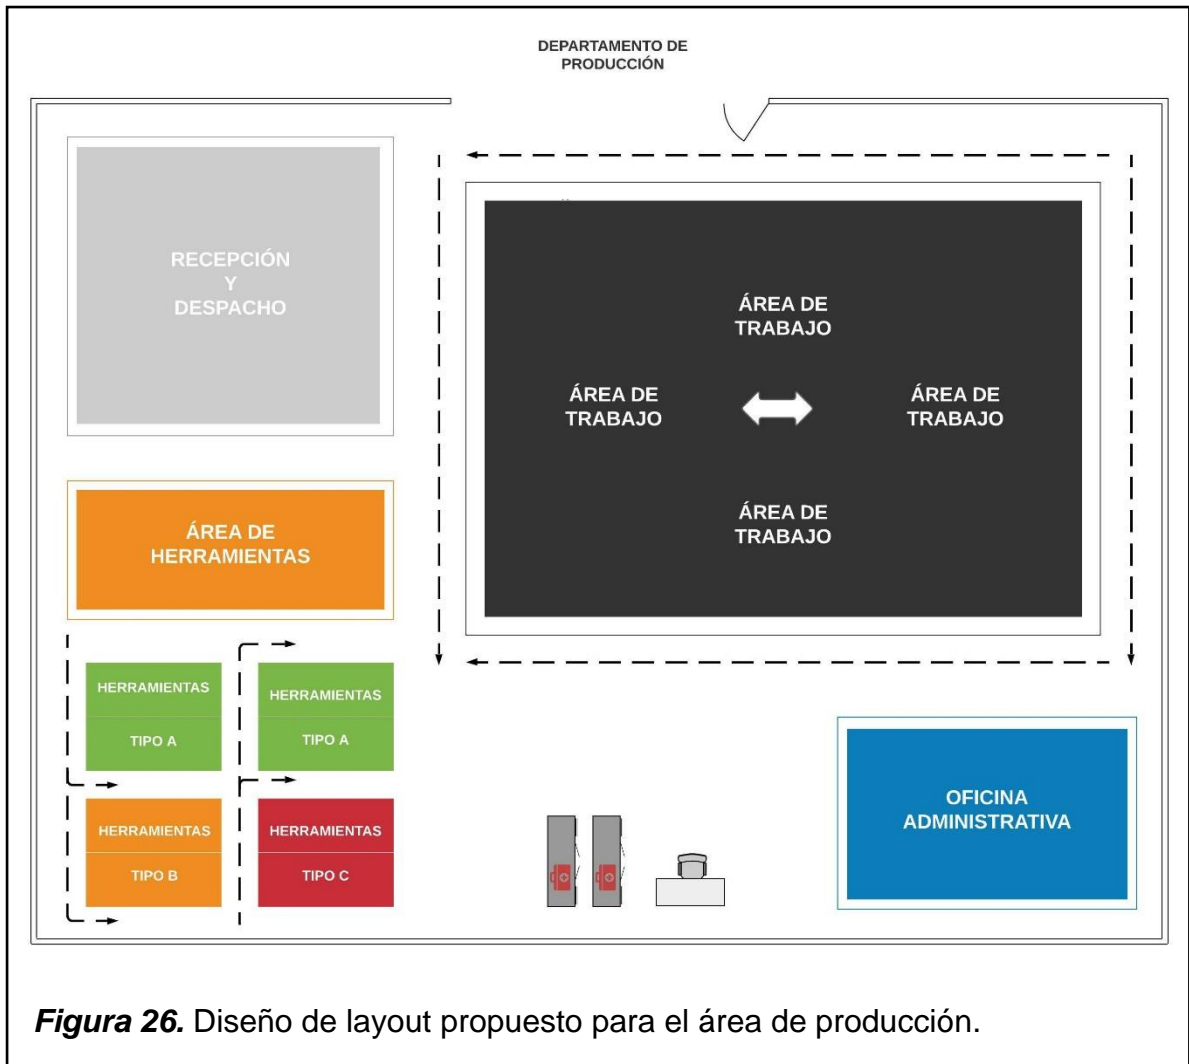 DEPARTAMENTO DE
PRODUCCIÓN
RECEPCIÓN
Y
DESPACHO
ÁREA DE
TRABAJO
ÁREA DE
TRABAJO
ÁREA DE
TRABAJO
ÁREA DE
TRABAJO
ÁREA DE
HERRAMIENTAS
HERRAMIENTAS
TIPO A
HERRAMIENTAS
TIPO A
HERRAMIENTAS
TIPO B
HERRAMIENTAS
TIPO C
OFICINA
ADMINISTRATIVA
Figura 26. Diseño de layout propuesto para el área de producción.